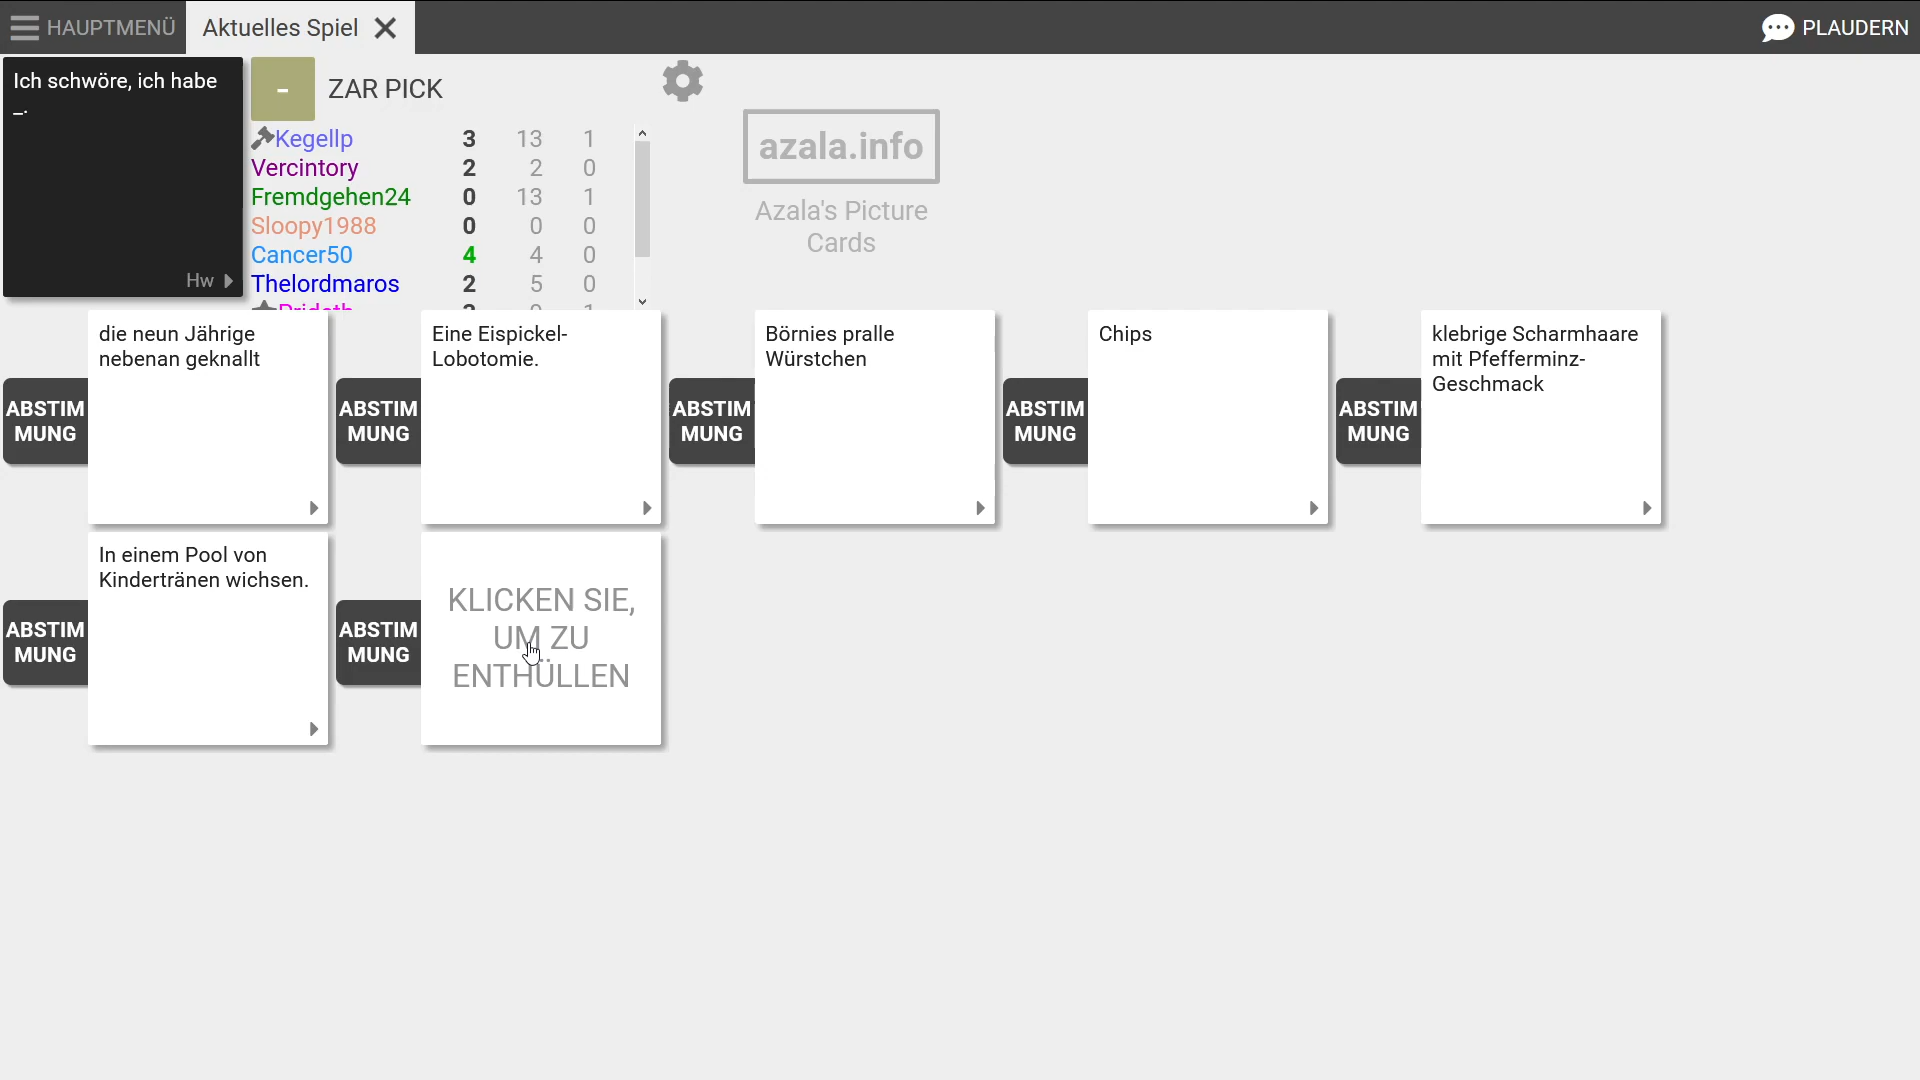 HAUPTMENÜ
Aktuelles Spiel
PLAUDERN
Ich schwöre, ich habe
_.
Hw
-
ZAR PICK
Kegellp 3 13 1
Vercintory 2 2 0
Fremdgehen24 0 13 1
Sloopy1988 0 0 0
Cancer50 4 4 0
Thelordmaros 2 5 0
azala.info
Azala's Picture
Cards
ABSTIM
MUNG
die neun Jährige
nebenan geknallt
ABSTIM
MUNG
Eine Eispickel-
Lobotomie.
ABSTIM
MUNG
Börnies pralle
Würstchen
ABSTIM
MUNG
Chips
ABSTIM
MUNG
klebrige Scharmhaare
mit Pfefferminz-
Geschmack
ABSTIM
MUNG
In einem Pool von
Kindertränen wichsen.
ABSTIM
MUNG
KLICKEN SIE,
UM ZU
ENTHÜLLEN